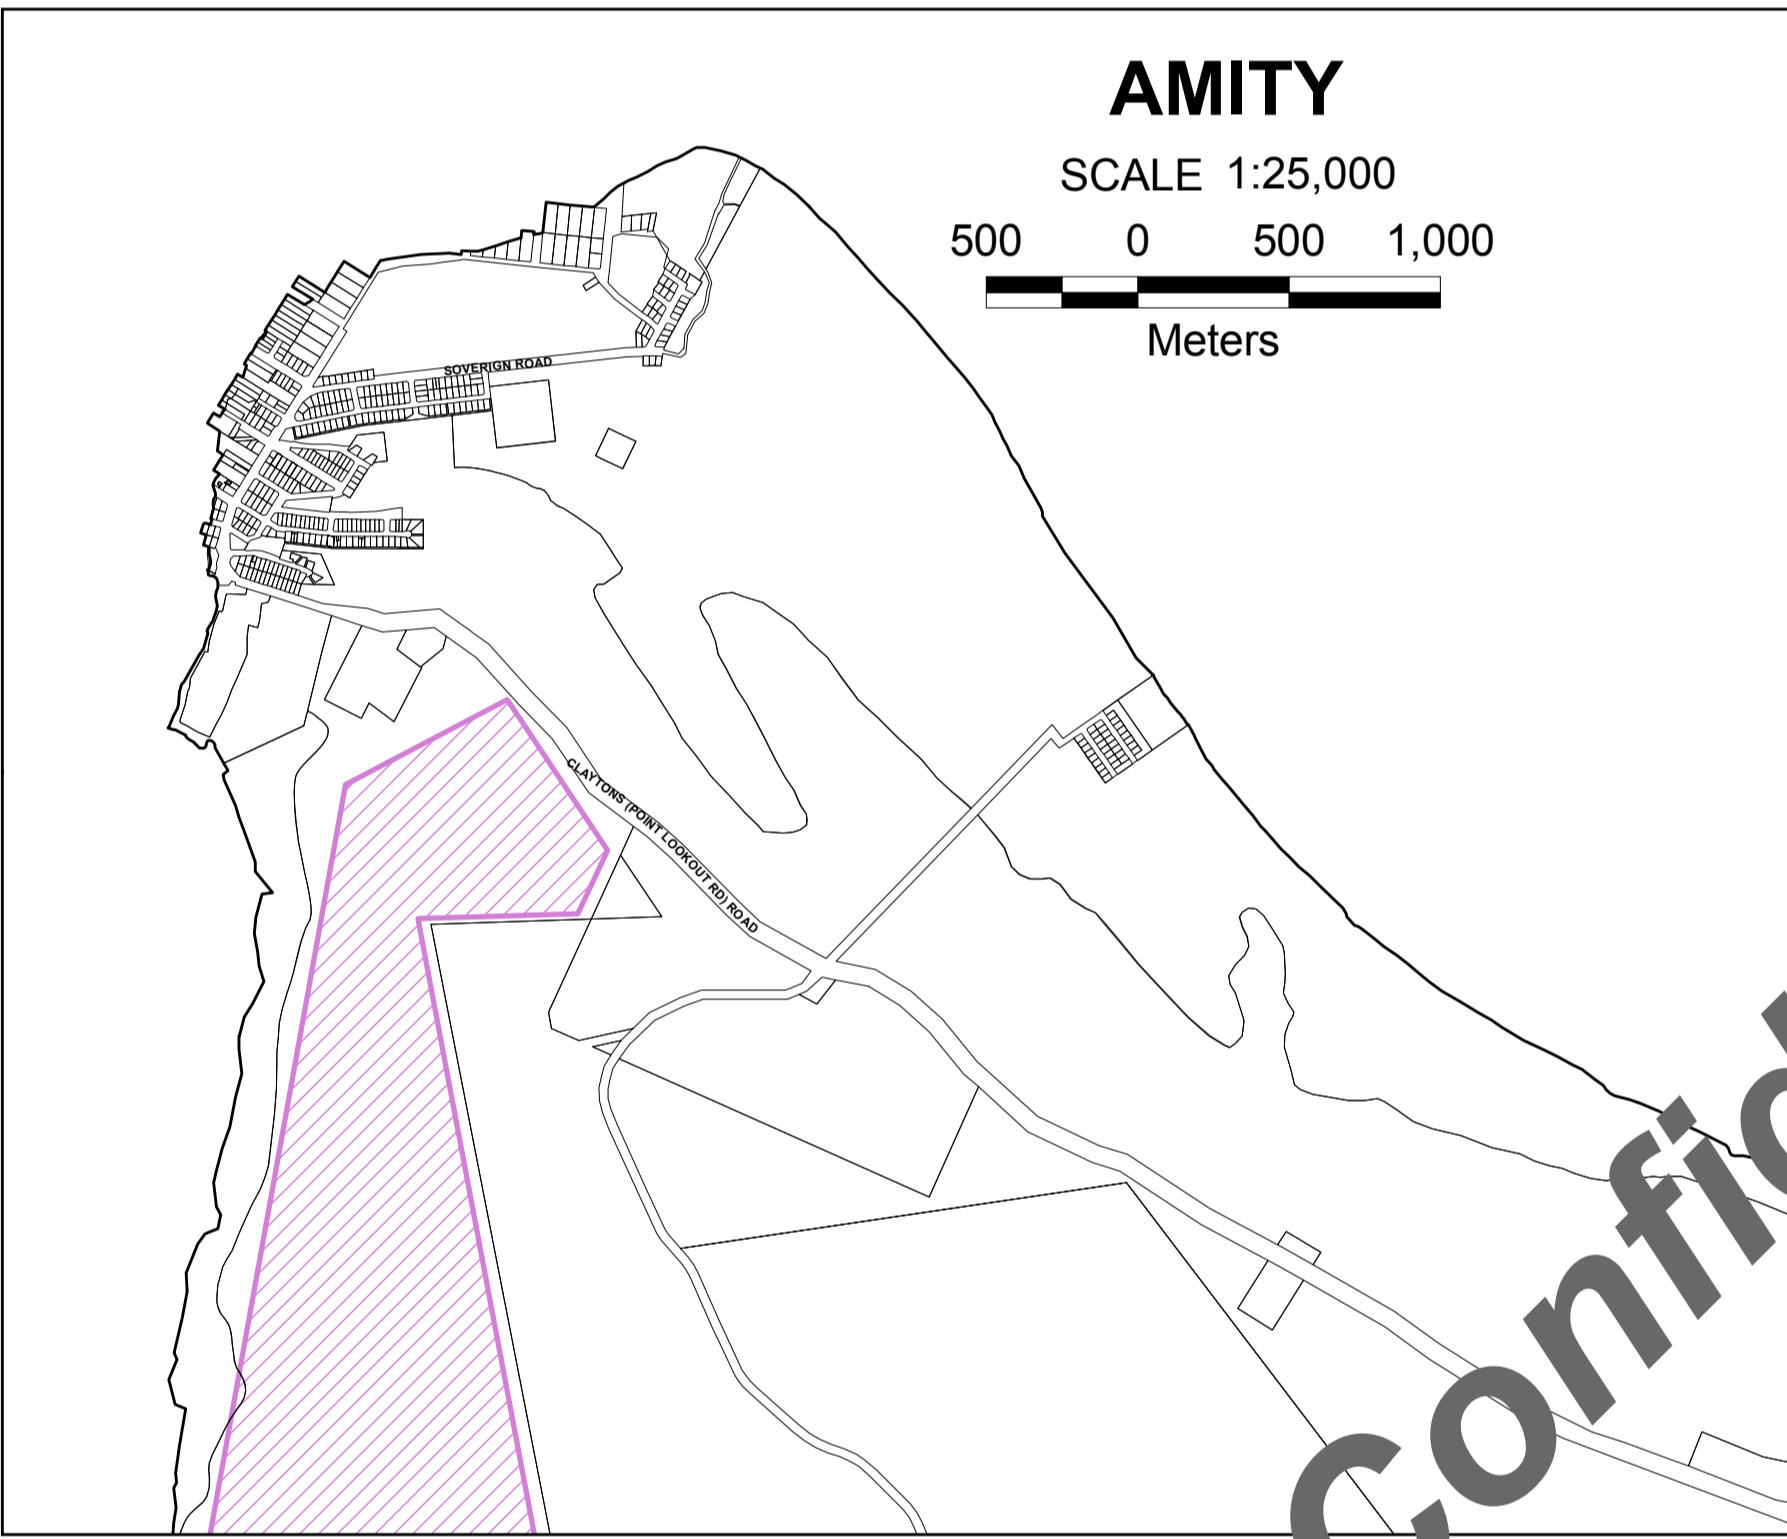 AMITY
SCALE 1:25,000
500 0 500 1,000
Meters
SOVERIGN ROAD
CLAYTONS (POINT LOOKOUT RD) ROAD
Confid